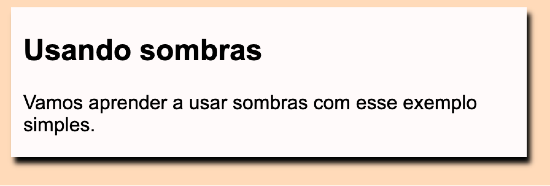 Usando sombras
Vamos aprender a usar sombras com esse exemplo
simples.